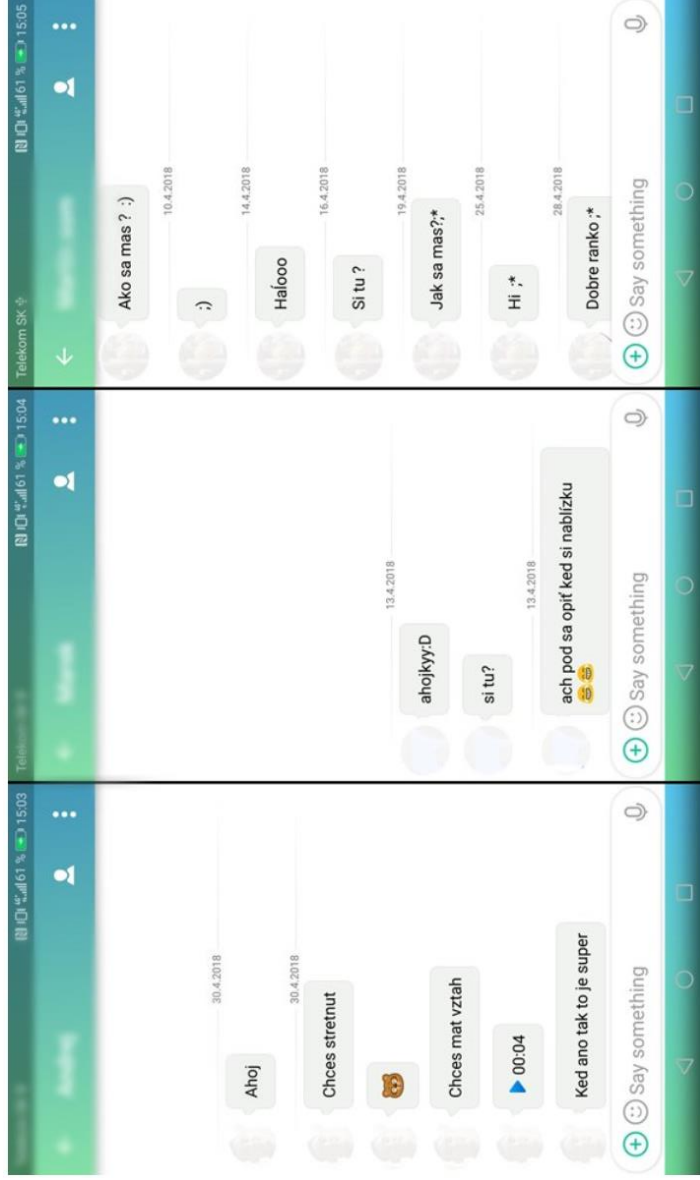 61 % 15:03
30.4.2018
Ahoj
30.4.2018
Chces stretnut
🐻
Chces mat vztah
00:04
Ked ano tak to je super
Say something
61 % 15:04
13.4.2018
ahojkyy:D
si tu?
13.4.2018
ach pod sa opiť ked si nablízku
🤓🤓
Say something
Telekom SK 61 % 15:05
Ako sa mas ? :)
10.4.2018
;)
14.4.2018
Haĺooo
16.4.2018
Si tu ?
19.4.2018
Jak sa mas?;*
25.4.2018
Hi ;*
28.4.2018
Dobre ranko ;*
Say something